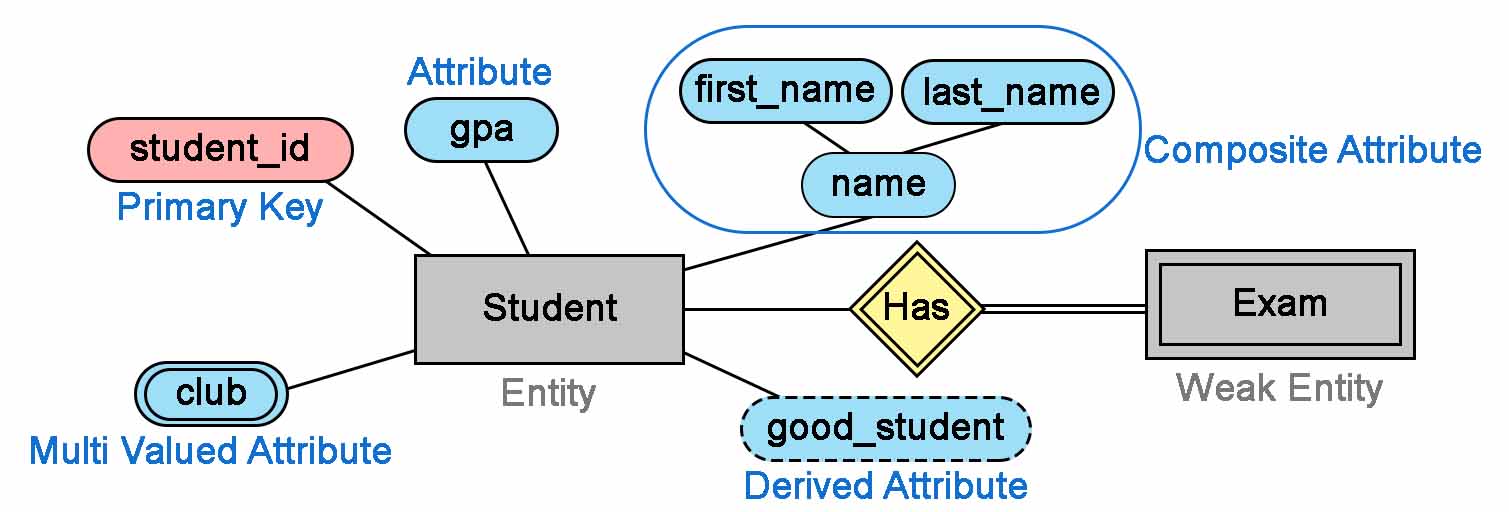 Attribute
gpa
student_id
Primary Key
first_name
last_name
name
Composite Attribute
Student
Entity
Has
Exam
Weak Entity
club
Multi Valued Attribute
good_student
Derived Attribute